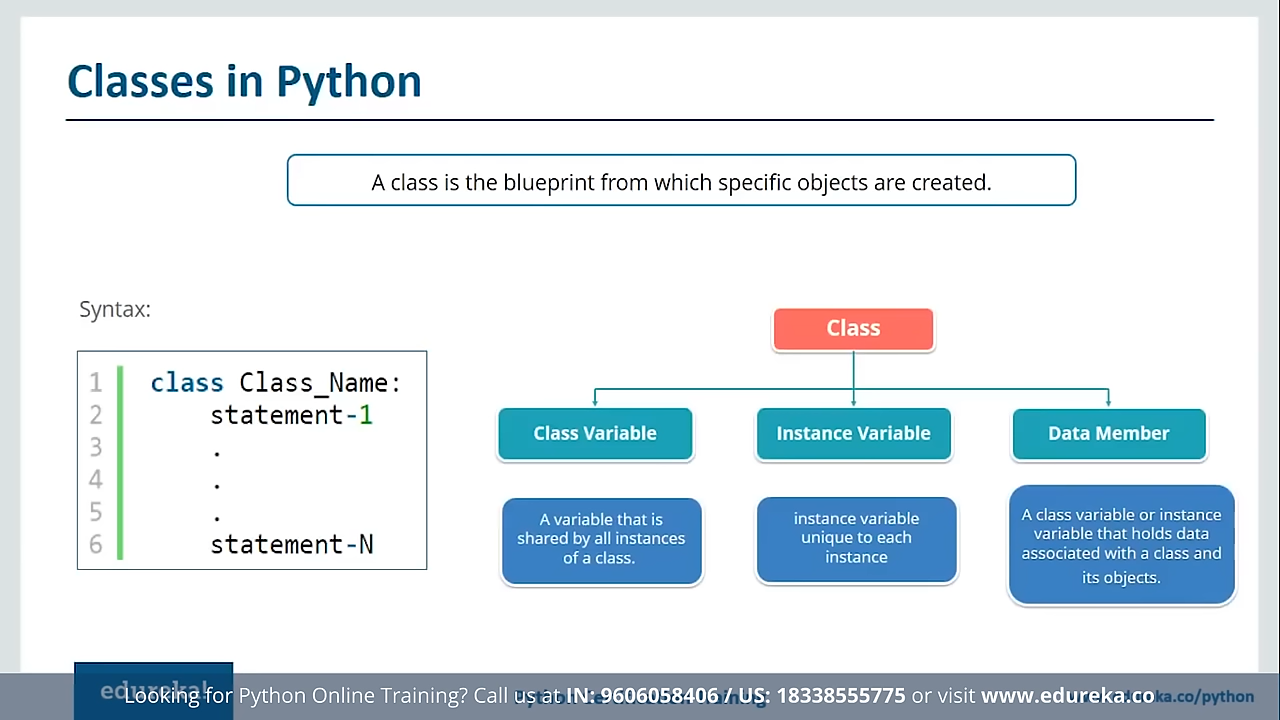 Classes in Python
A class is the blueprint from which specific objects are created.
Syntax:
1 class Class_Name:
2 statement-1
3 .
4 .
5 .
6 statement-N
Class
Class Variable
Instance Variable
Data Member
A variable that is
shared by all instances
of a class.
instance variable
unique to each
instance
A class variable or instance
variable that holds data
associated with a class and
its objects.
edureka!
Looking for Python Online Training? Call us at IN: 9606058406 / US: 18338555775 or visit www.edureka.co